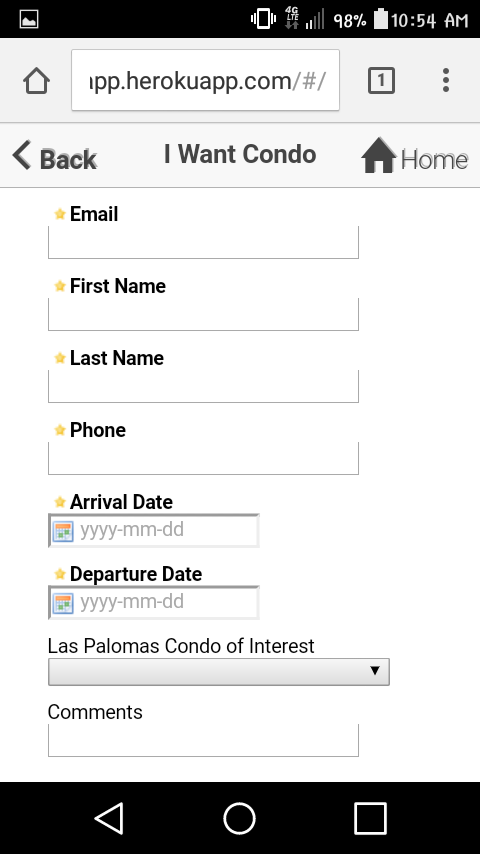 4G LTE 98% 10:54 AM
app.herokuapp.com/#/ 1
Back I Want Condo Home
Email
First Name
Last Name
Phone
Arrival Date
yyyy-mm-dd
Departure Date
yyyy-mm-dd
Las Palomas Condo of Interest
Comments